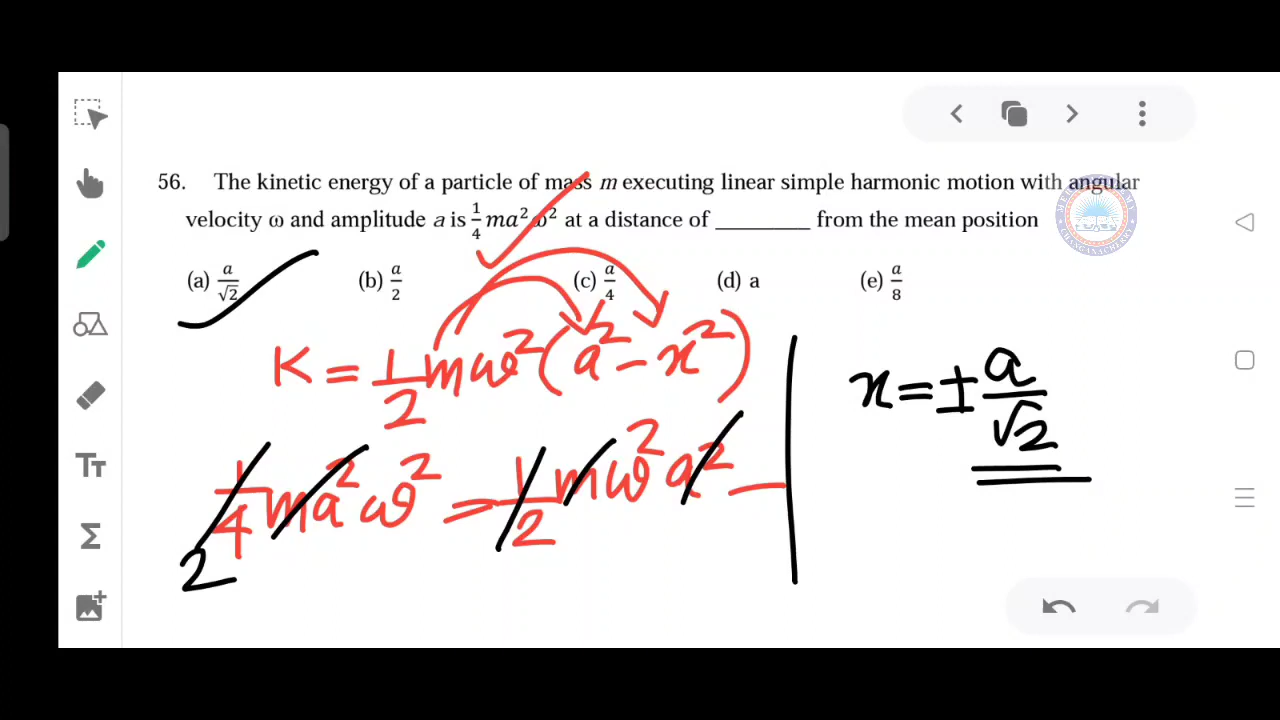 56. The kinetic energy of a particle of mass m executing linear simple harmonic motion with angular
velocity ω and amplitude a is 1/4 ma²ω² at a distance of ________ from the mean position
(a) a/√2 (b) a/2 (c) a/4 (d) a (e) a/8
K = 1/2 mω²(a² - x²)
1/4 ma²ω² = 1/2 mω²a² -
2
x = ± a/√2
Tt
Σ